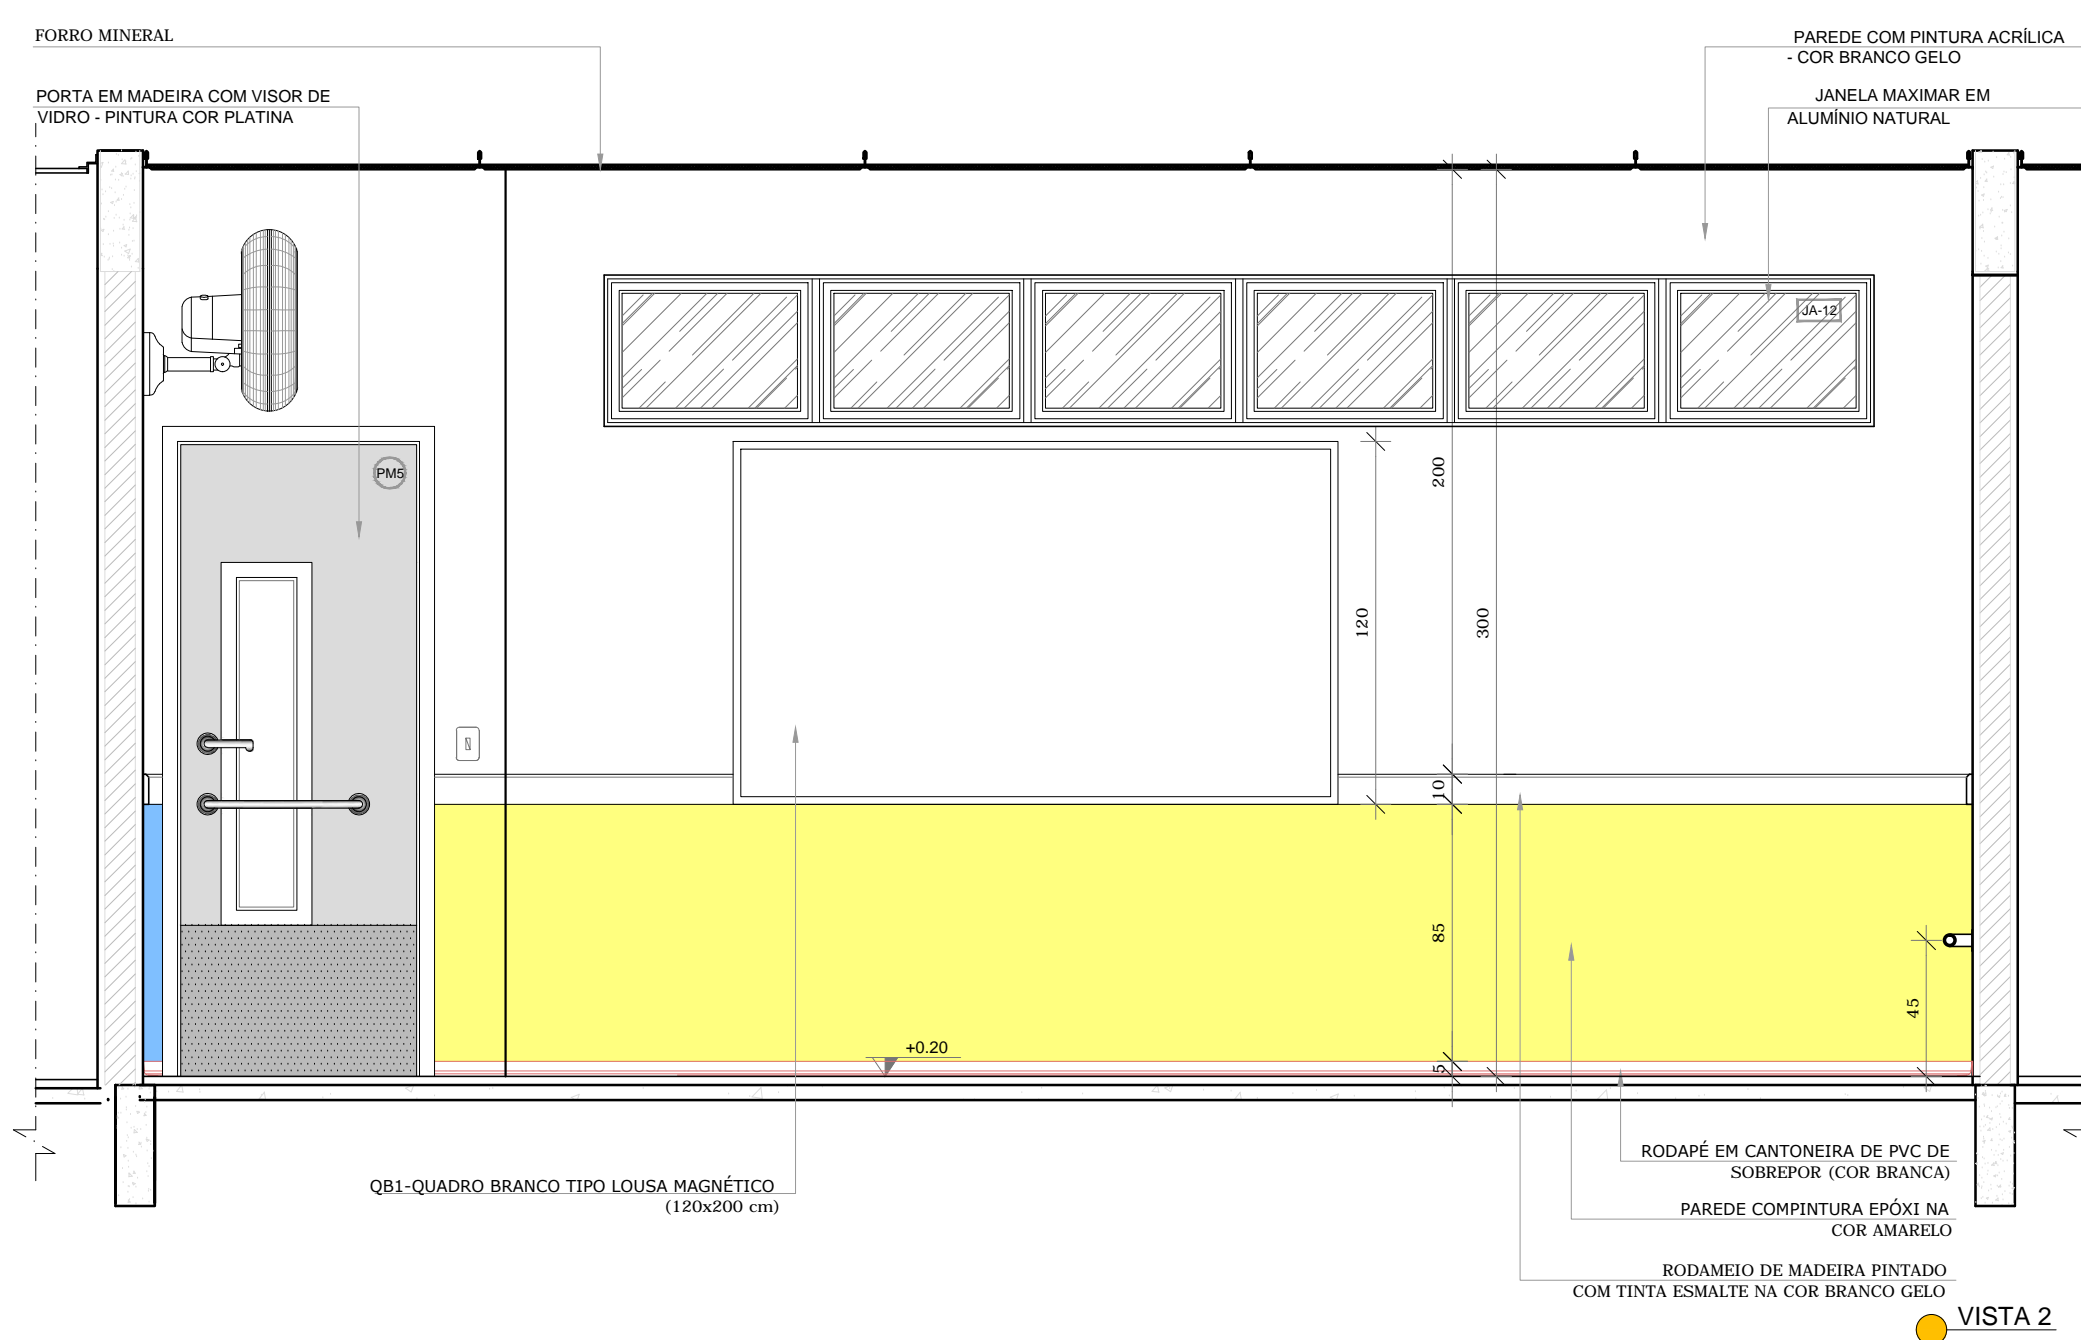 FORRO MINERAL
PAREDE COM PINTURA ACRÍLICA
- COR BRANCO GELO
PORTA EM MADEIRA COM VISOR DE
VIDRO - PINTURA COR PLATINA
JANELA MAXIMAR EM
ALUMÍNIO NATURAL
JA-12
PM5
200
120
300
10
85
45
+0.20
5
RODAPÉ EM CANTONEIRA DE PVC DE
SOBREPOR (COR BRANCA)
QB1-QUADRO BRANCO TIPO LOUSA MAGNÉTICO
(120x200 cm)
PAREDE COMPINTURA EPÓXI NA
COR AMARELO
RODAMEIO DE MADEIRA PINTADO
COM TINTA ESMALTE NA COR BRANCO GELO
VISTA 2